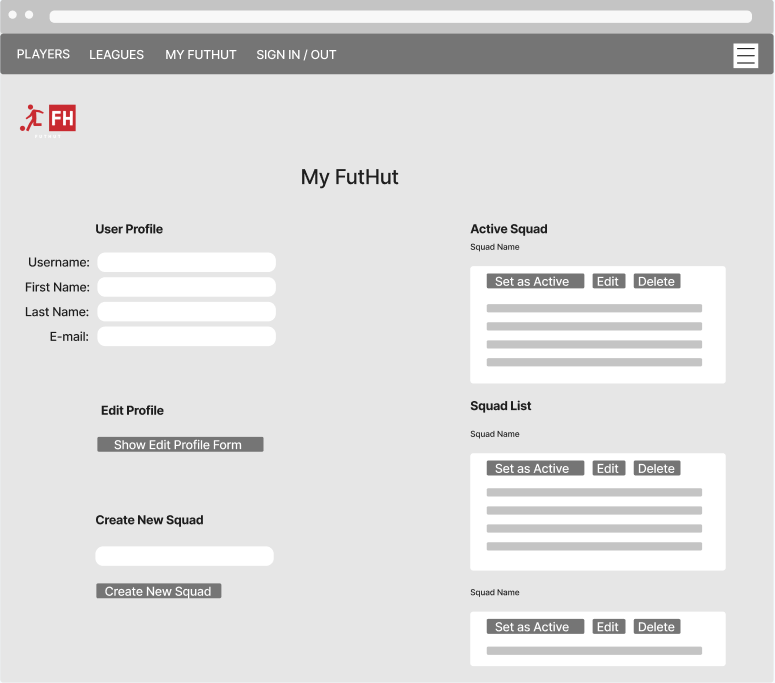 PLAYERS LEAGUES MY FUTHUT SIGN IN / OUT
FH
My FutHut
User Profile
Username:
First Name:
Last Name:
E-mail:
Edit Profile
Show Edit Profile Form
Create New Squad
Create New Squad
Active Squad
Squad Name
Set as Active Edit Delete
Squad List
Squad Name
Set as Active Edit Delete
Squad Name
Set as Active Edit Delete